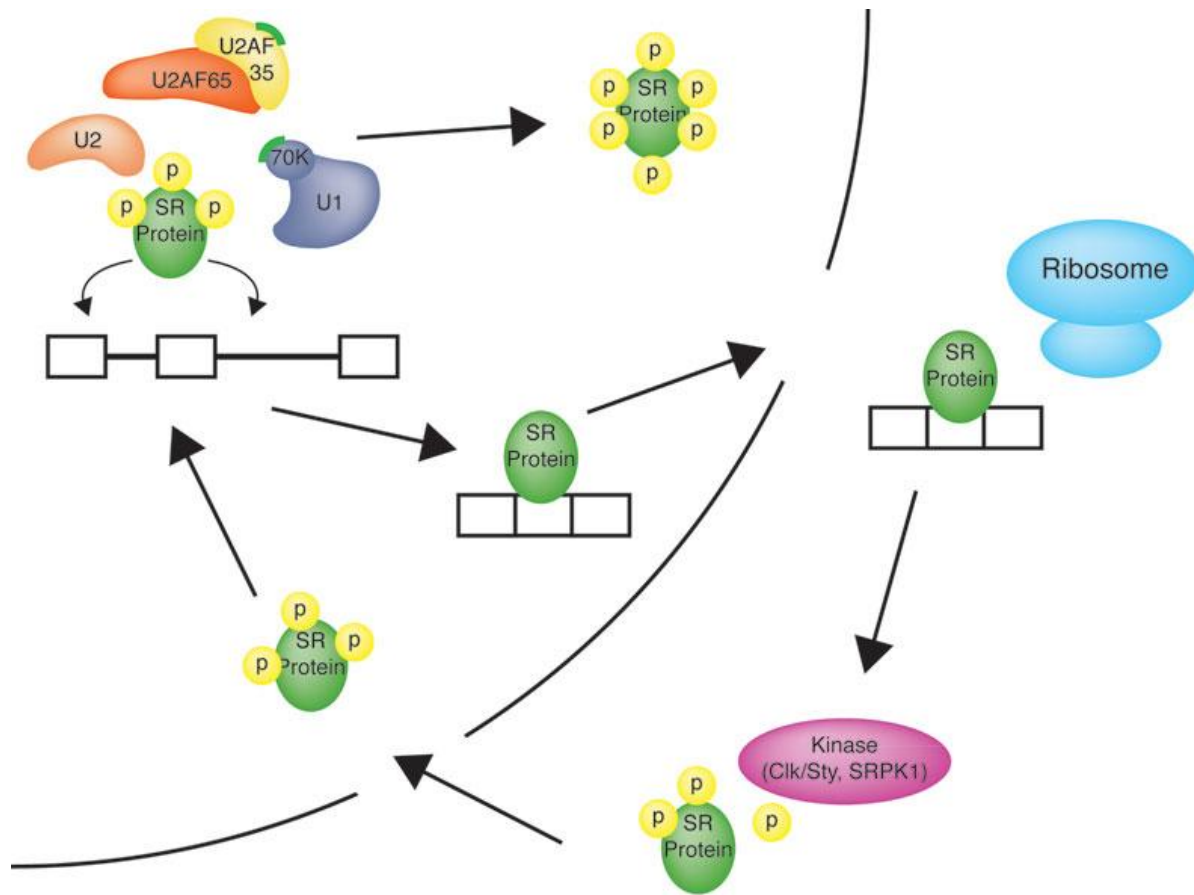 U2AF
35
U2AF65
U2
70K
U1
p
p
p
SR
Protein
p
p
p
SR
Protein
p
p
p
Ribosome
SR
Protein
SR
Protein
p
p
p
SR
Protein
Kinase
(Clk/Sty, SRPK1)
p
p
p
SR
Protein